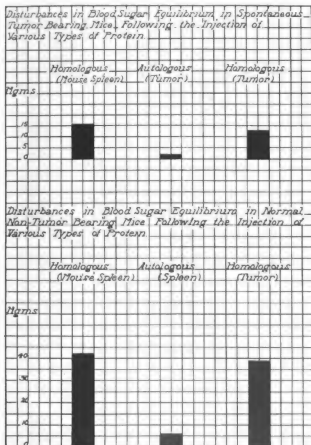 Disturbances in Blood Sugar Equilibrium in Spontaneous
Tumor Bearing Mice, Following the Injection of
Various Types of Protein
Homologous Autologous Homologous
(Mouse Spleen) (Tumor) (Tumor)
Mgms
15
10
5
0
Disturbances in Blood Sugar Equilibrium in Normal
Non-Tumor Bearing Mice Following the Injection of
Various Types of Protein
Homologous Autologous Homologous
(Mouse Spleen) (Spleen) (Tumor)
Mgms
40
30
20
10
0